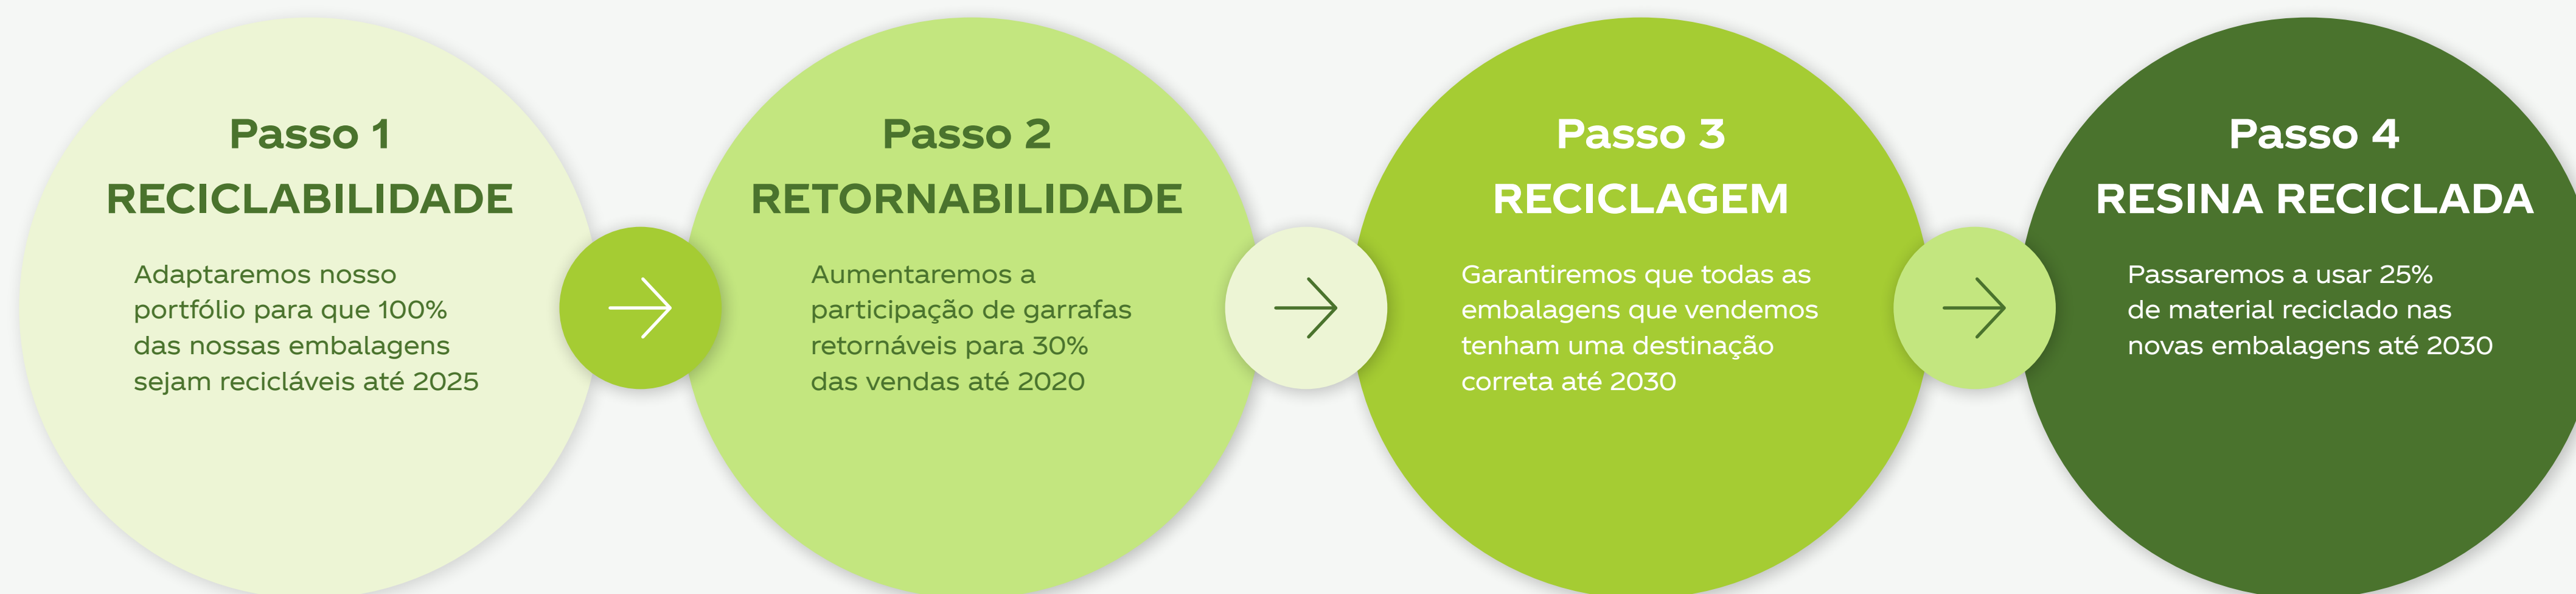 Passo 1
RECICLABILIDADE
Adaptaremos nosso
portfólio para que 100%
das nossas embalagens
sejam recicláveis até 2025
Passo 2
RETORNABILIDADE
Aumentaremos a
participação de garrafas
retornáveis para 30%
das vendas até 2020
Passo 3
RECICLAGEM
Garantiremos que todas as
embalagens que vendemos
tenham uma destinação
correta até 2030
Passo 4
RESINA RECICLADA
Passaremos a usar 25%
de material reciclado nas
novas embalagens até 2030